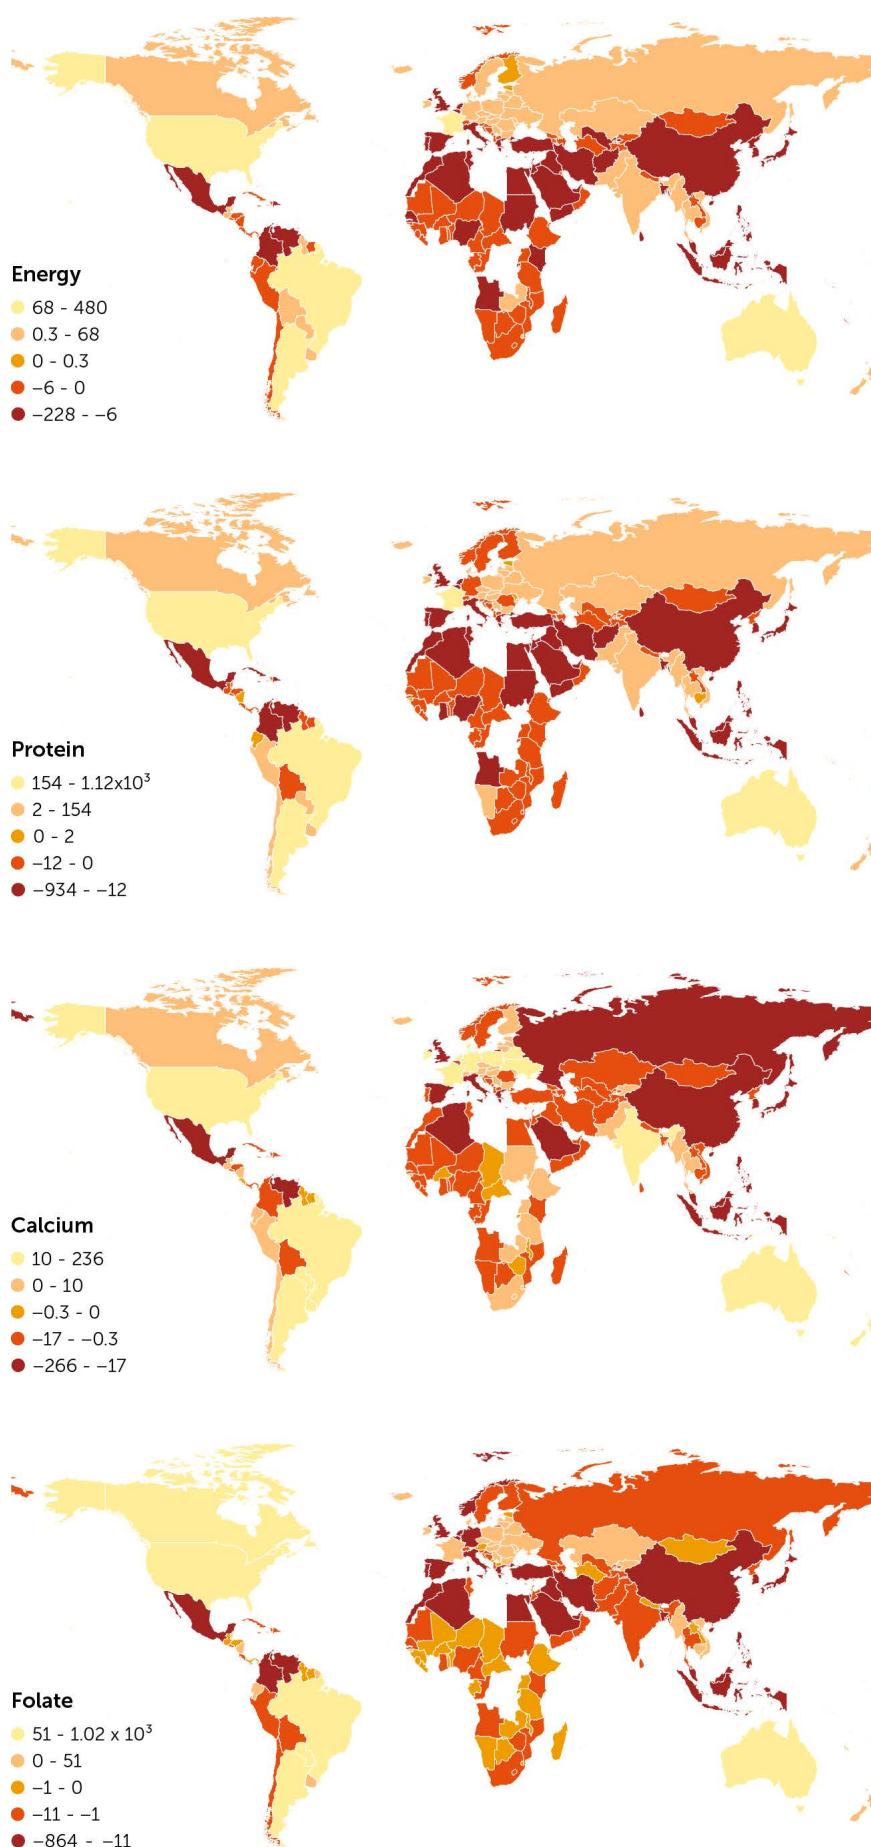 Energy
68 - 480
0.3 - 68
0 - 0.3
–6 - 0
–228 - –6
Protein
154 - 1.12x10³
2 - 154
0 - 2
–12 - 0
–934 - –12
Calcium
10 - 236
0 - 10
–0.3 - 0
–17 - –0.3
–266 - –17
Folate
51 - 1.02 x 10³
0 - 51
–1 - 0
–11 - –1
–864 - –11